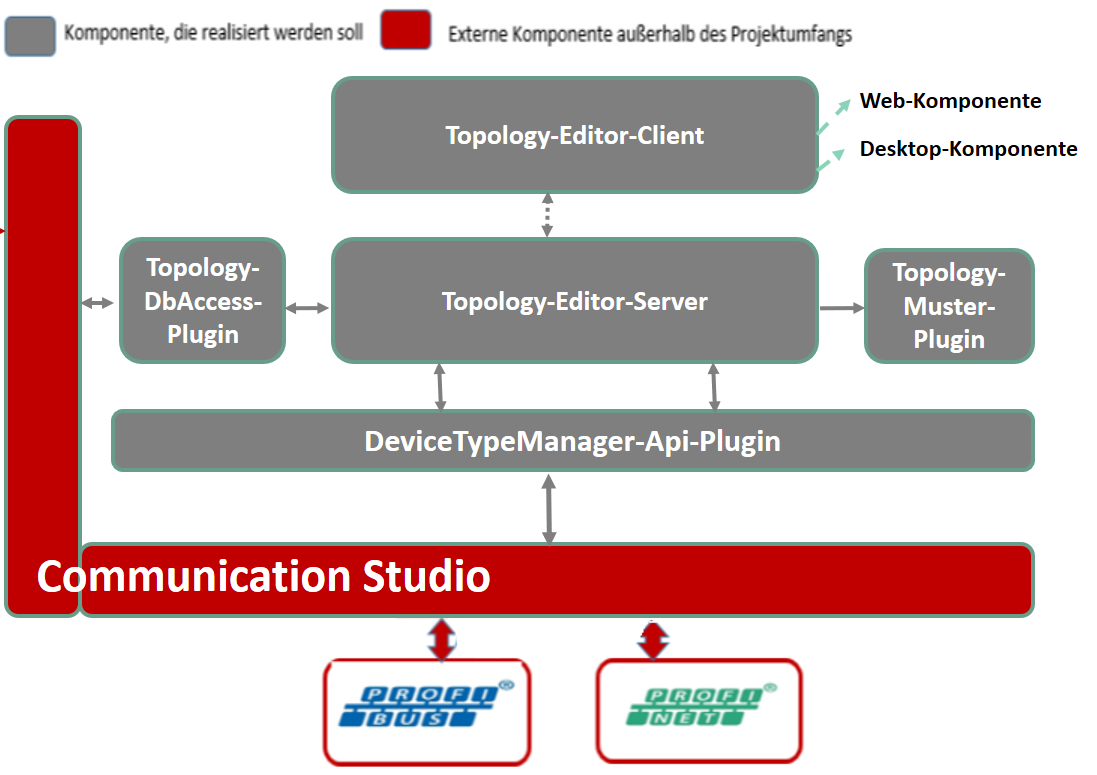 Komponente, die realisiert werden soll
Externe Komponente außerhalb des Projektumfangs
Topology-Editor-Client
Web-Komponente
Desktop-Komponente
Topology-
DbAccess-
Plugin
Topology-Editor-Server
Topology-
Muster-
Plugin
DeviceTypeManager-Api-Plugin
Communication Studio
PROFI®
BUS
PROFI®
NET